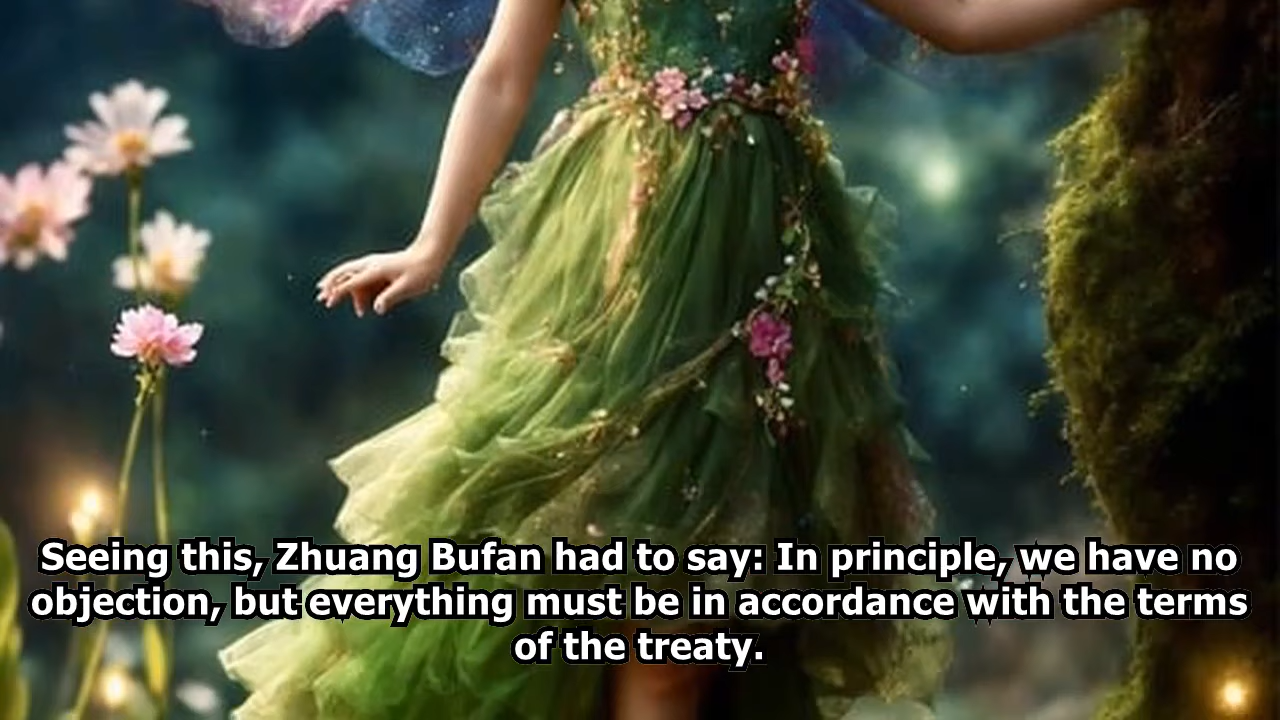 Seeing this, Zhuang Bufan had to say: In principle, we have no
objection, but everything must be in accordance with the terms
of the treaty.